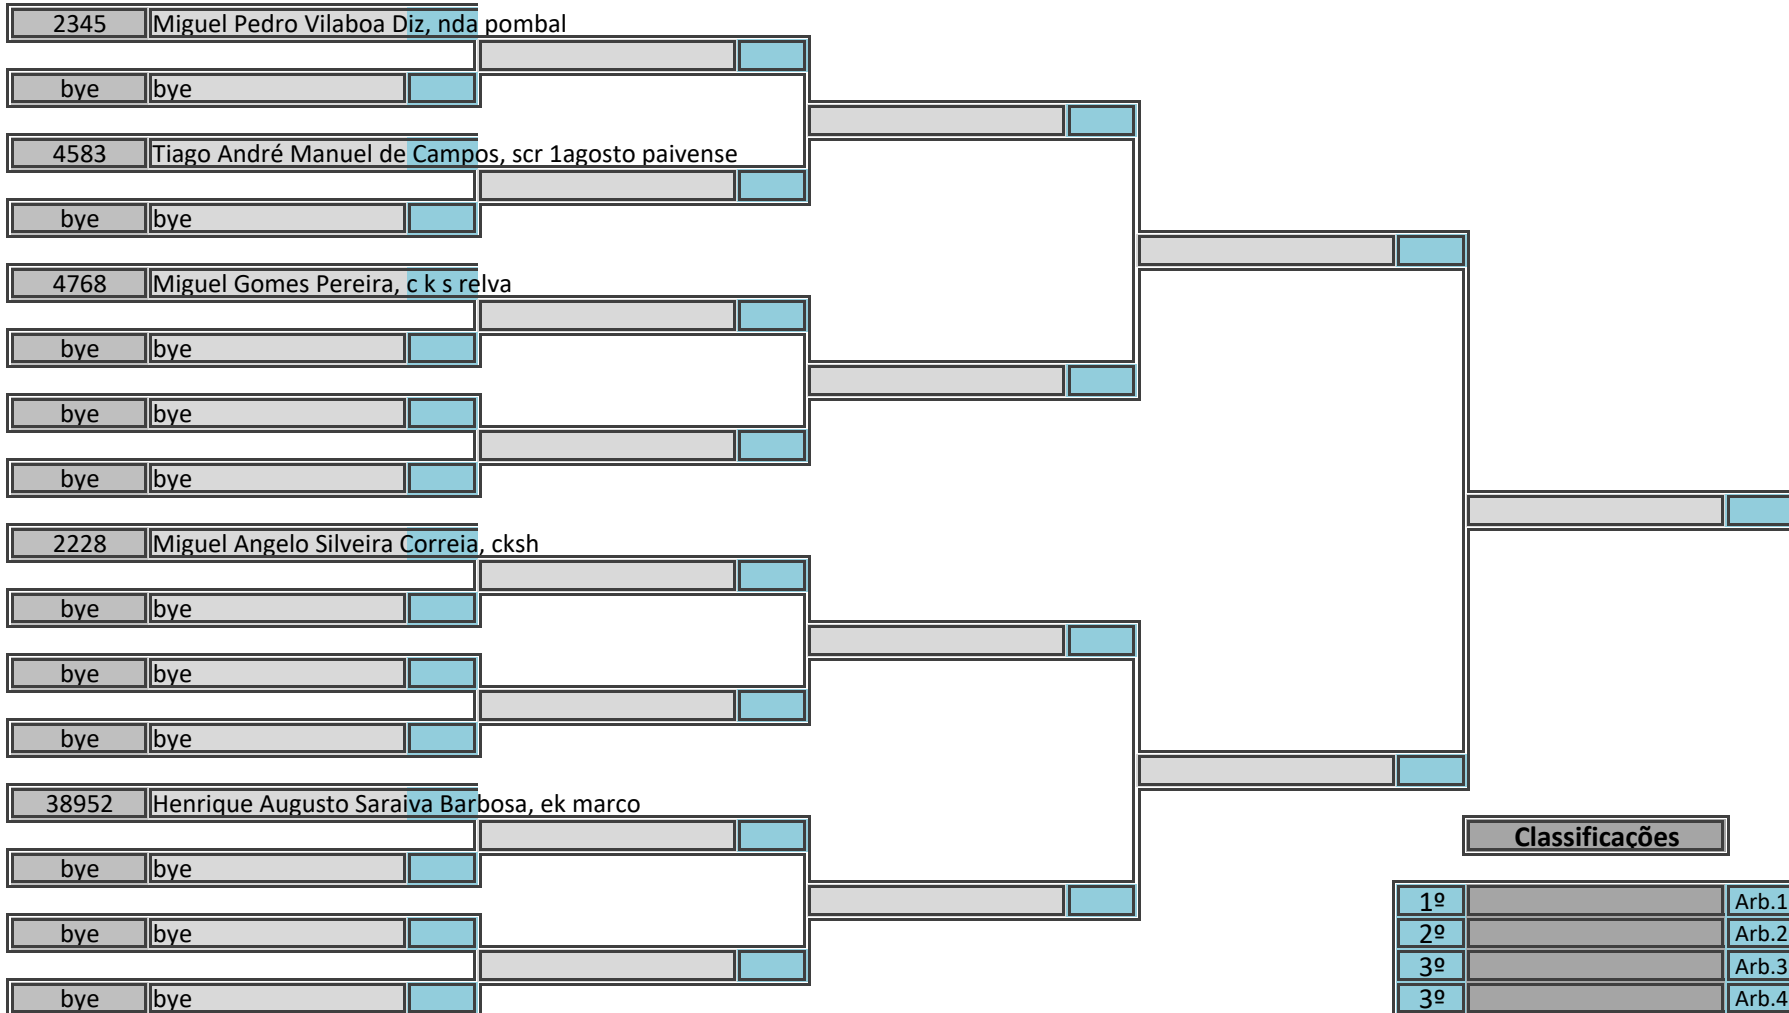 2345 Miguel Pedro Vilaboa Diz, nda pombal
bye bye
4583 Tiago André Manuel de Campos, scr 1agosto paivense
bye bye
4768 Miguel Gomes Pereira, c k s relva
bye bye
bye bye
bye bye
2228 Miguel Angelo Silveira Correia, cksh
bye bye
bye bye
bye bye
38952 Henrique Augusto Saraiva Barbosa, ek marco
bye bye
bye bye
bye bye
Classificações
1º Arb.1
2º Arb.2
3º Arb.3
3º Arb.4